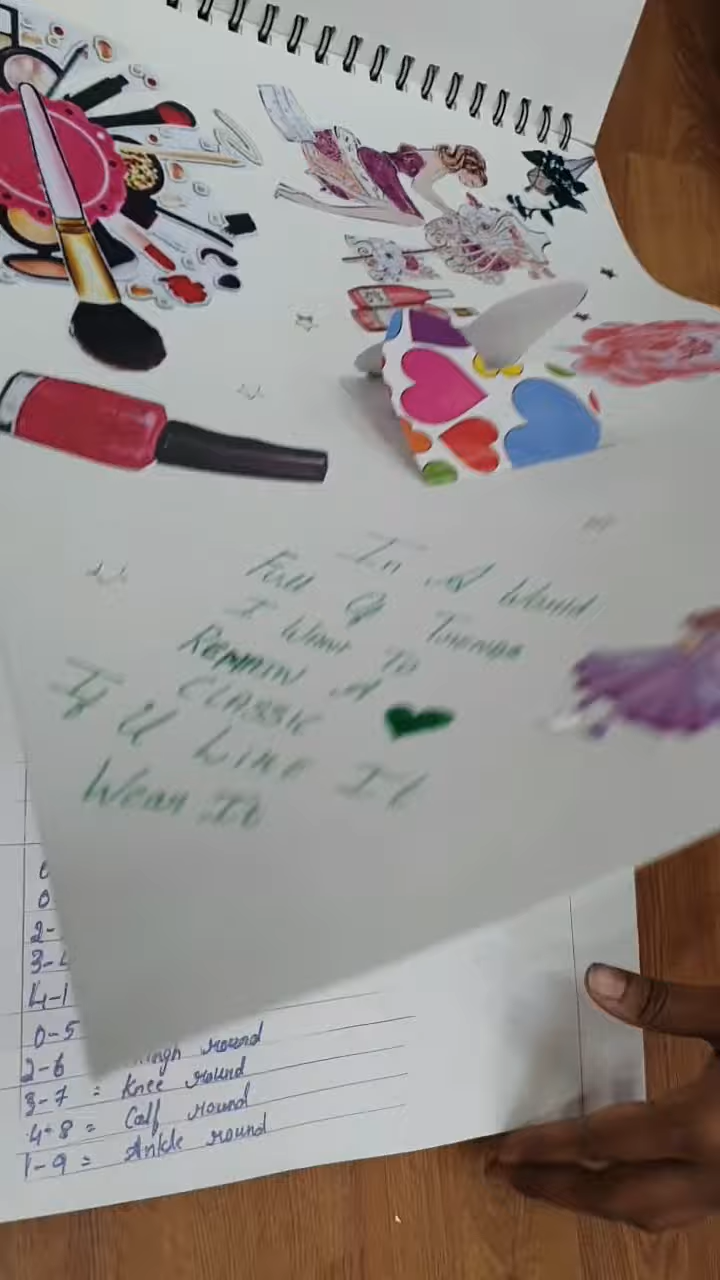 In A World
Full Of Trends
I Want To
Remain A
Classic
If U Like It
Wear It
0-5
2-6 round
3-7 = Knee round
4-8 = Calf round
1-9 = Ankle round